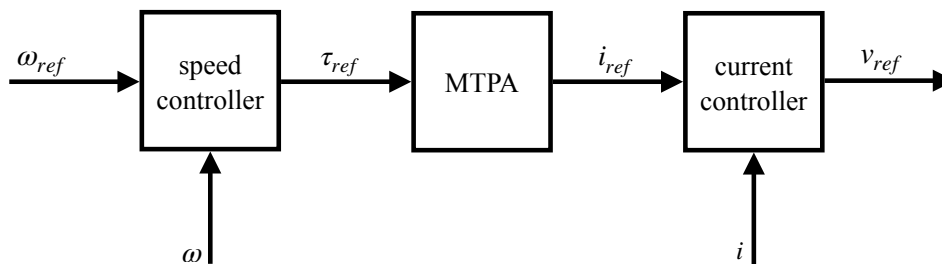 ω_ref
speed
controller
τ_ref
MTPA
i_ref
current
controller
v_ref
ω
i